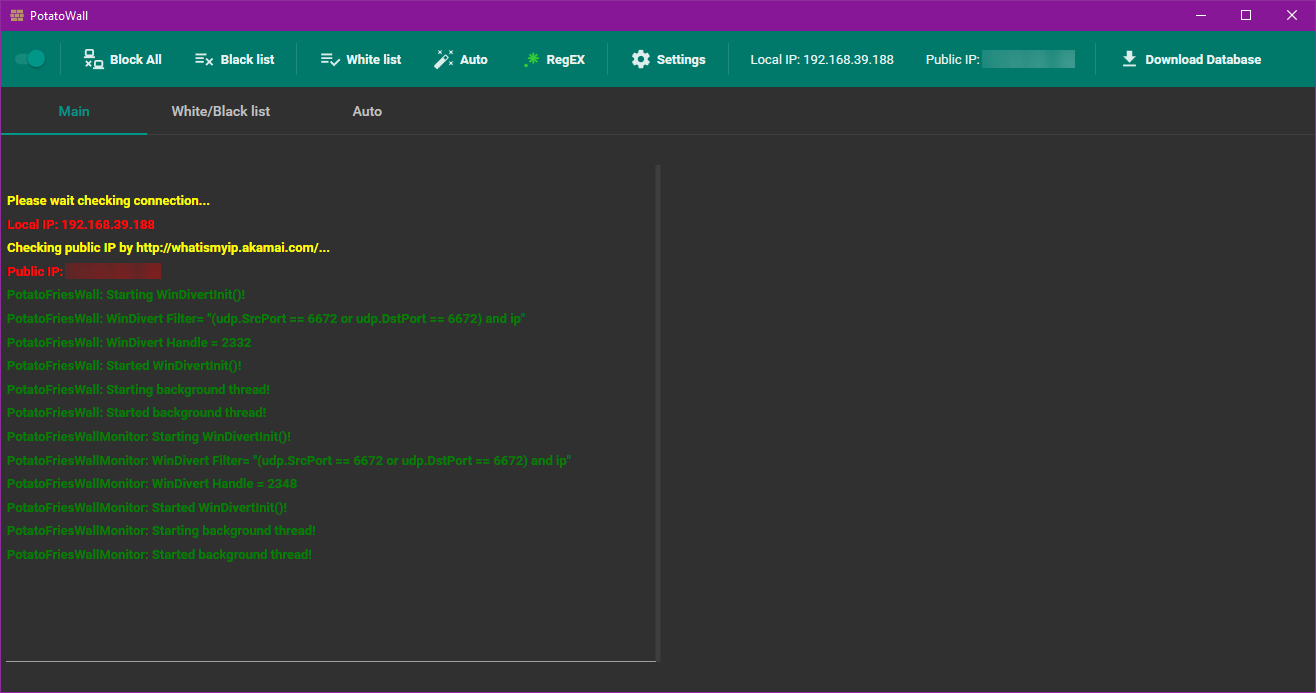 PotatoWall
Block All Black list White list Auto RegEX Settings Local IP: 192.168.39.188 Public IP: Download Database
Main White/Black list Auto
Please wait checking connection...
Local IP: 192.168.39.188
Checking public IP by http://whatismyip.akamai.com/...
Public IP:
PotatoFriesWall: Starting WinDivertInit()!
PotatoFriesWall: WinDivert Filter= "(udp.SrcPort == 6672 or udp.DstPort == 6672) and ip"
PotatoFriesWall: WinDivert Handle = 2332
PotatoFriesWall: Started WinDivertInit()!
PotatoFriesWall: Starting background thread!
PotatoFriesWall: Started background thread!
PotatoFriesWallMonitor: Starting WinDivertInit()!
PotatoFriesWallMonitor: WinDivert Filter= "(udp.SrcPort == 6672 or udp.DstPort == 6672) and ip"
PotatoFriesWallMonitor: WinDivert Handle = 2348
PotatoFriesWallMonitor: Started WinDivertInit()!
PotatoFriesWallMonitor: Starting background thread!
PotatoFriesWallMonitor: Started background thread!